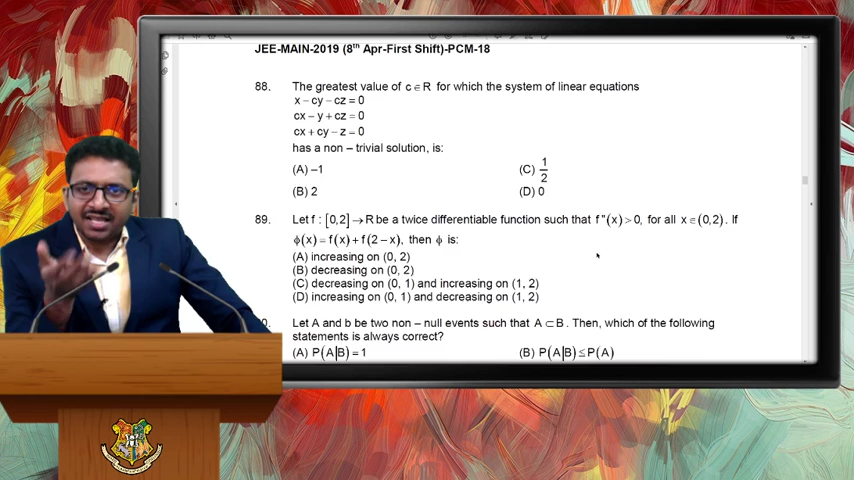 JEE-MAIN-2019 (8th Apr-First Shift)-PCM-18
88. The greatest value of c ∈ R for which the system of linear equations
x – cy – cz = 0
cx – y + cz = 0
cx + cy – z = 0
has a non – trivial solution, is:
(A) –1 (C) 1/2
(B) 2 (D) 0
89. Let f : [0,2] → R be a twice differentiable function such that f''(x) > 0, for all x ∈ (0,2). If
ϕ(x) = f(x) + f(2 – x), then ϕ is:
(A) increasing on (0, 2)
(B) decreasing on (0, 2)
(C) decreasing on (0, 1) and increasing on (1, 2)
(D) increasing on (0, 1) and decreasing on (1, 2)
0. Let A and b be two non – null events such that A ⊂ B. Then, which of the following
statements is always correct?
(A) P(A|B) = 1 (B) P(A|B) ≤ P(A)